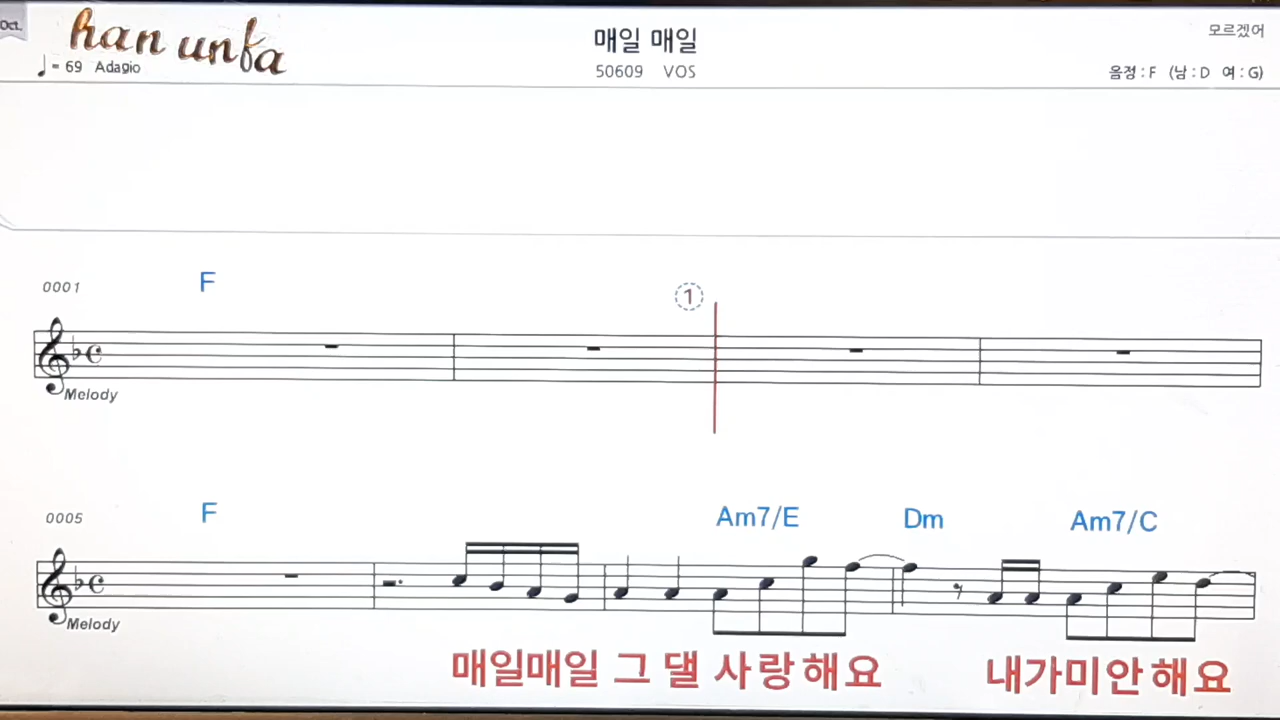 Oct.
han unfa
매일 매일
모르겠어
♩= 69 Adagio
50609 VOS
음정 : F (남 : D 여 : G)
0001
F
①
Melody
0005
F Am7/E Dm Am7/C
Melody
매일매일 그 댈 사랑해요 내가미안해요